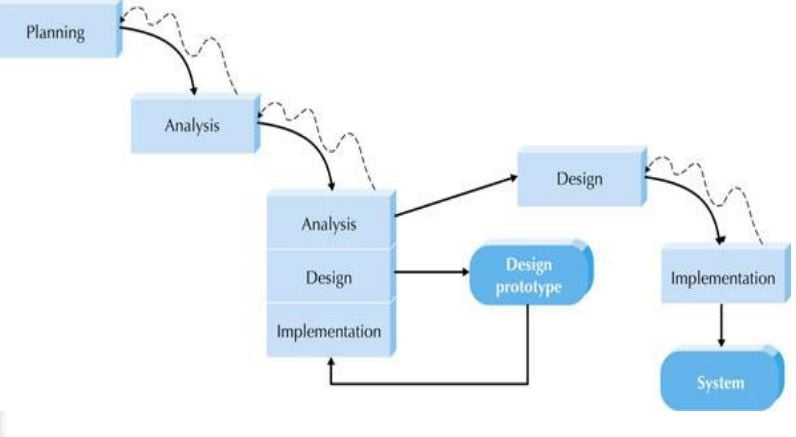 Planning
Analysis
Analysis
Design
Implementation
Design
prototype
Design
Implementation
System